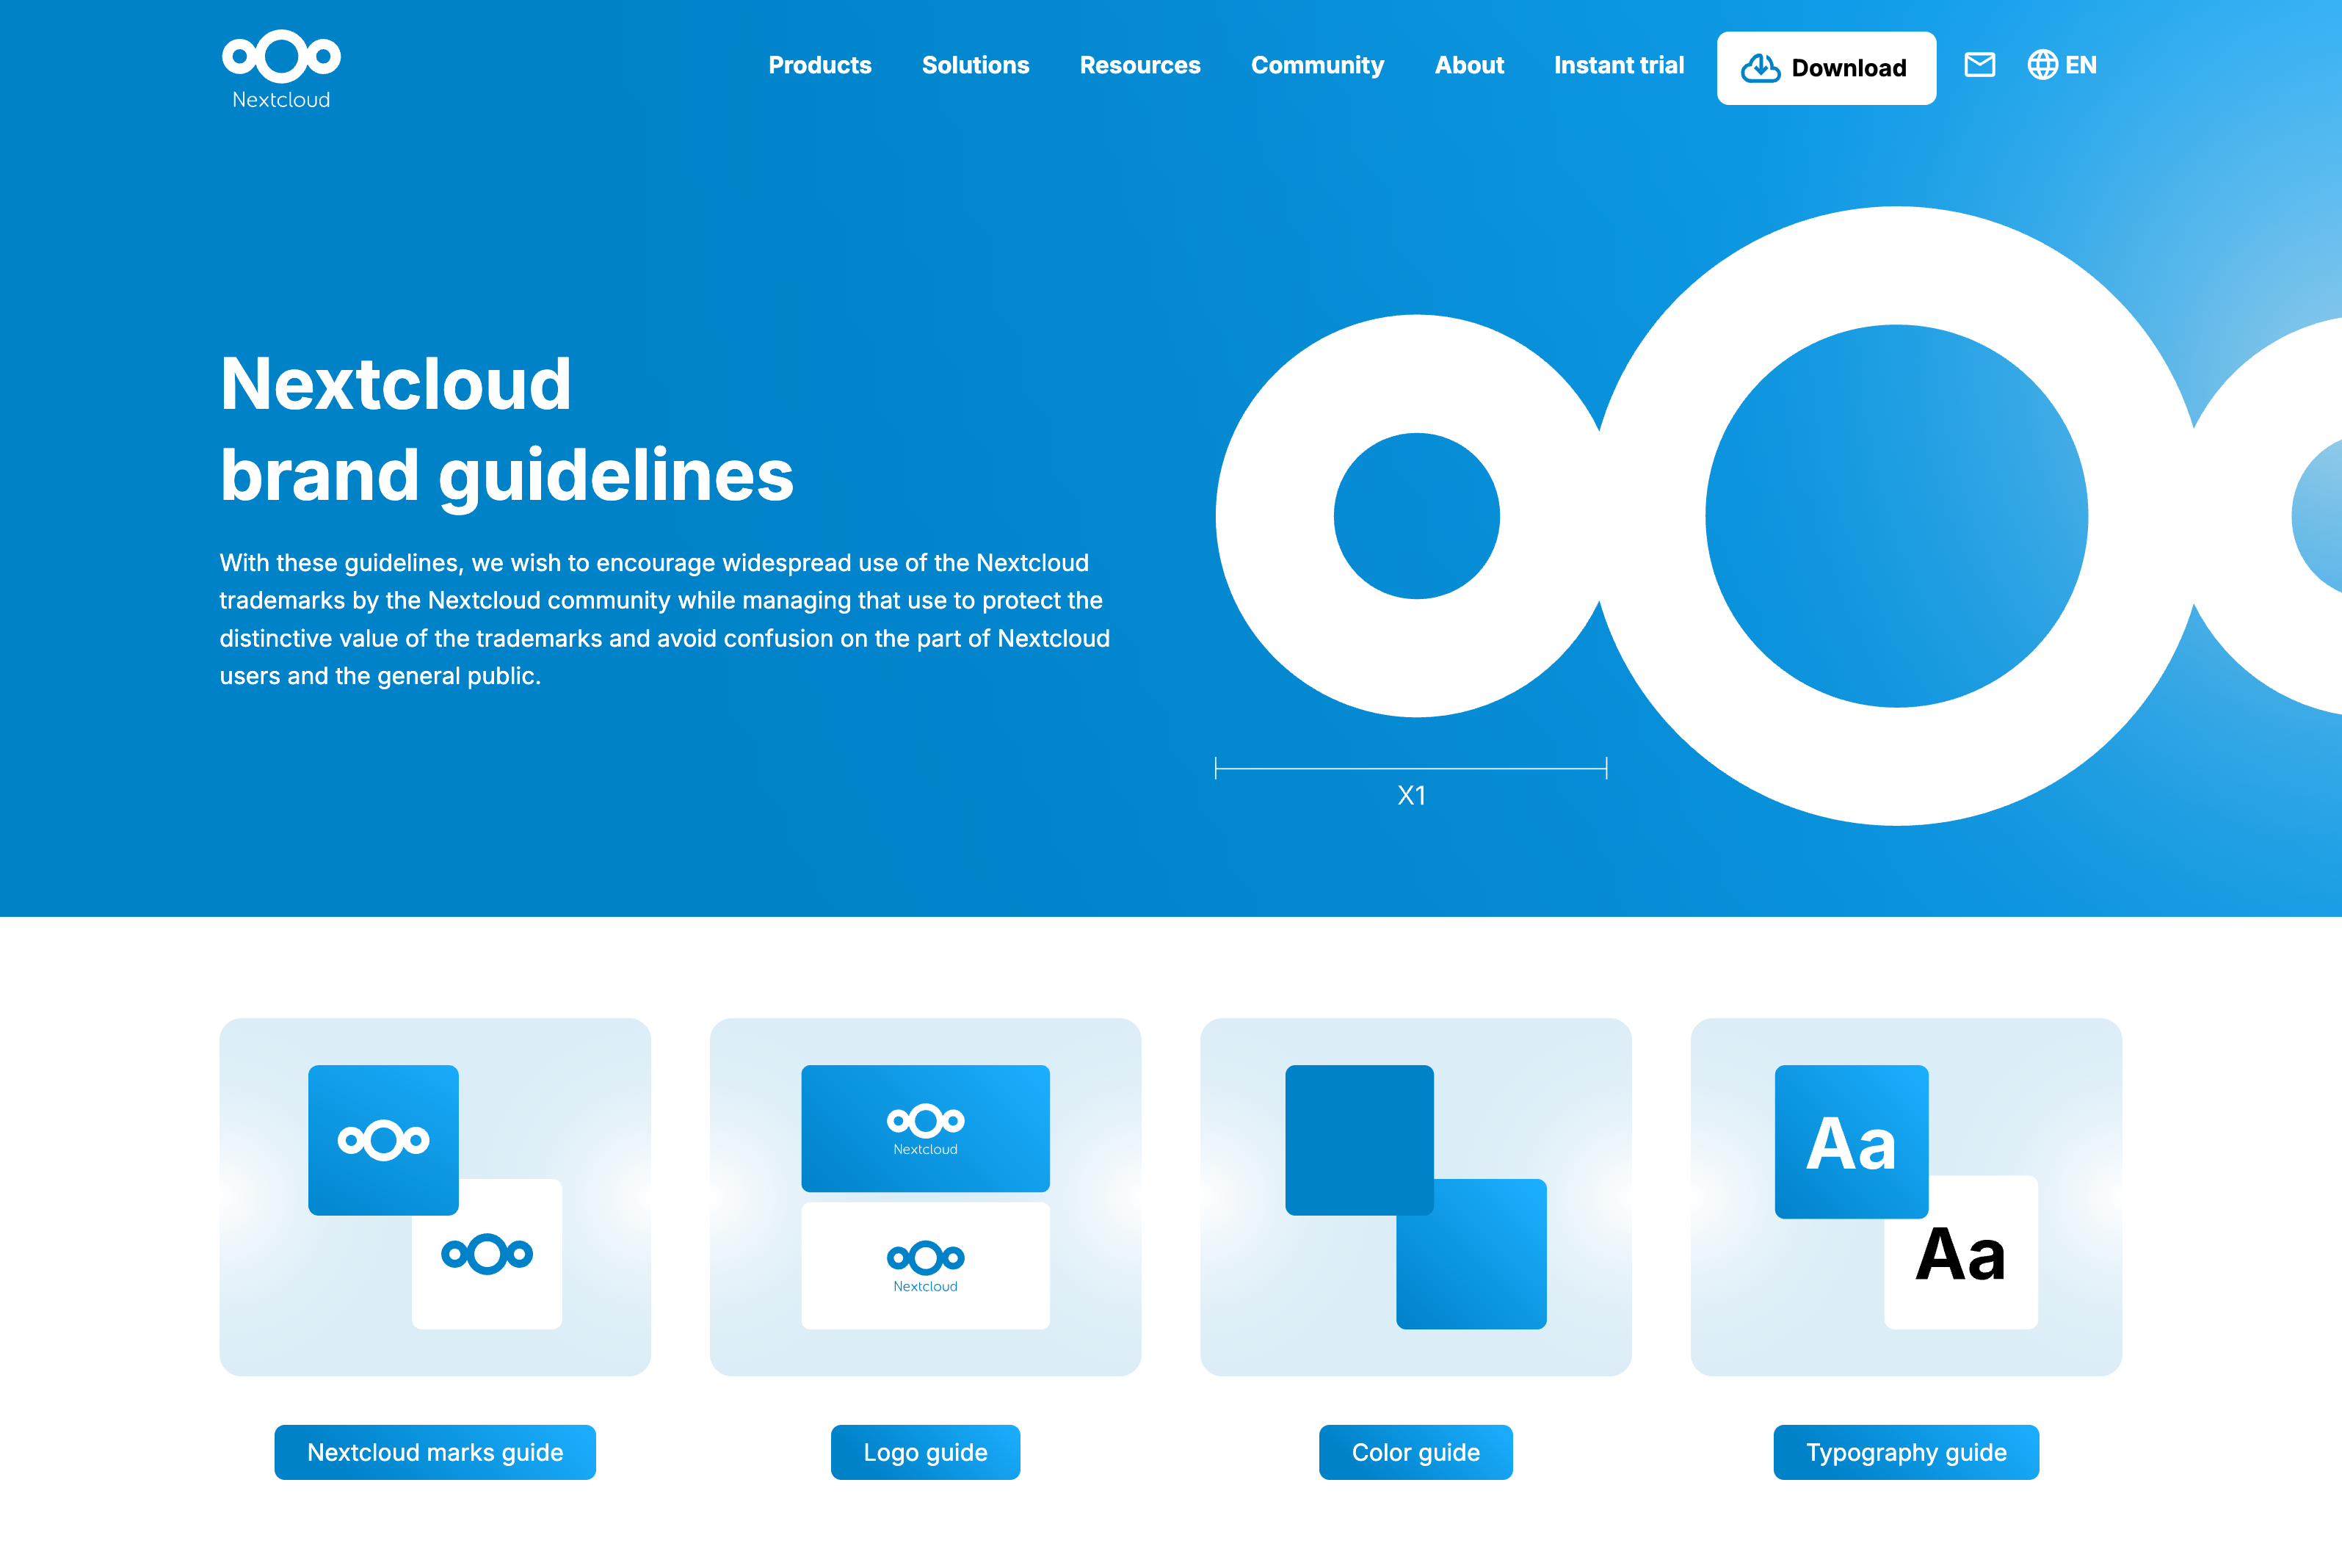 Nextcloud
Products
Solutions
Resources
Community
About
Instant trial
Download
EN
Nextcloud
brand guidelines
With these guidelines, we wish to encourage widespread use of the Nextcloud
trademarks by the Nextcloud community while managing that use to protect the
distinctive value of the trademarks and avoid confusion on the part of Nextcloud
users and the general public.
X1
Nextcloud
Nextcloud
Aa
Aa
Nextcloud marks guide
Logo guide
Color guide
Typography guide